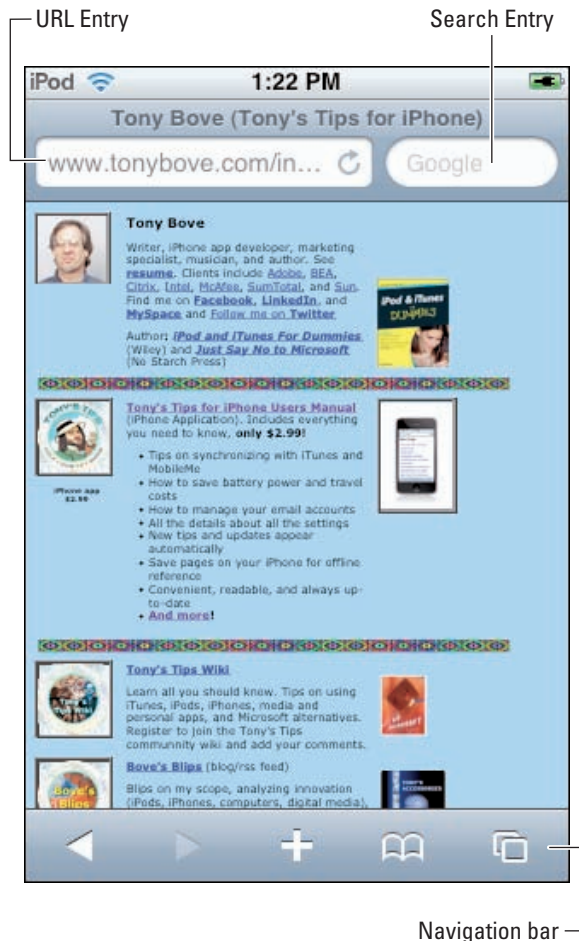 URL Entry
Search Entry
iPod
1:22 PM
Tony Bove (Tony's Tips for iPhone)
www.tonybove.com/in...
Google
Tony Bove
Writer, iPhone app developer, marketing
specialist, musician, and author. See
resume. Clients include Adobe, BEA,
Citrix, Intel, McAfee, SumTotal, and Sun.
Find me on Facebook, LinkedIn, and
MySpace and Follow me on Twitter
Author: iPod and iTunes For Dummies
(Wiley) and Just Say No to Microsoft
(No Starch Press)
iPod & iTunes
DUMMIES
TONY'S TIPS
iPhone app
$2.99
Tony's Tips for iPhone Users Manual
(iPhone Application). Includes everything
you need to know, only $2.99!
• Tips on synchronizing with iTunes and
MobileMe
• How to save battery power and travel
costs
• How to manage your email accounts
• All the details about all the settings
• New tips and updates appear
automatically
• Save pages on your iPhone for offline
reference
• Convenient, readable, and always up-
to-date
• And more!
Tony's Tips Wiki
Learn all you should know. Tips on using
iTunes, iPods, iPhones, media and
personal apps, and Microsoft alternatives.
Register to join the Tony's Tips
communnity wiki and add your comments.
Bove's
Blips
Bove's Blips (blog/rss feed)
Blips on my scope, analyzing innovation
(iPods, iPhones, computers, digital media),
Navigation bar